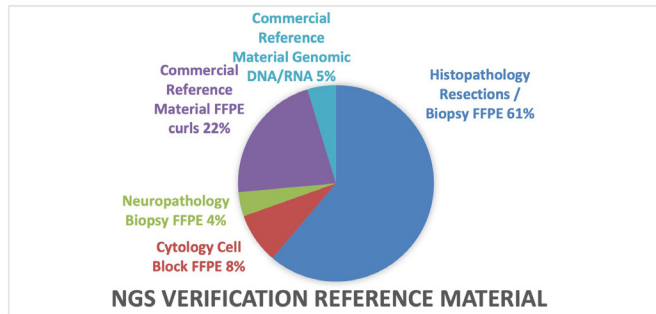 Commercial
Reference
Material Genomic
DNA/RNA 5%
Histopathology
Resections /
Biopsy FFPE 61%
Commercial
Reference
Material FFPE
curls 22%
Neuropathology
Biopsy FFPE 4%
Cytology Cell
Block FFPE 8%
NGS VERIFICATION REFERENCE MATERIAL